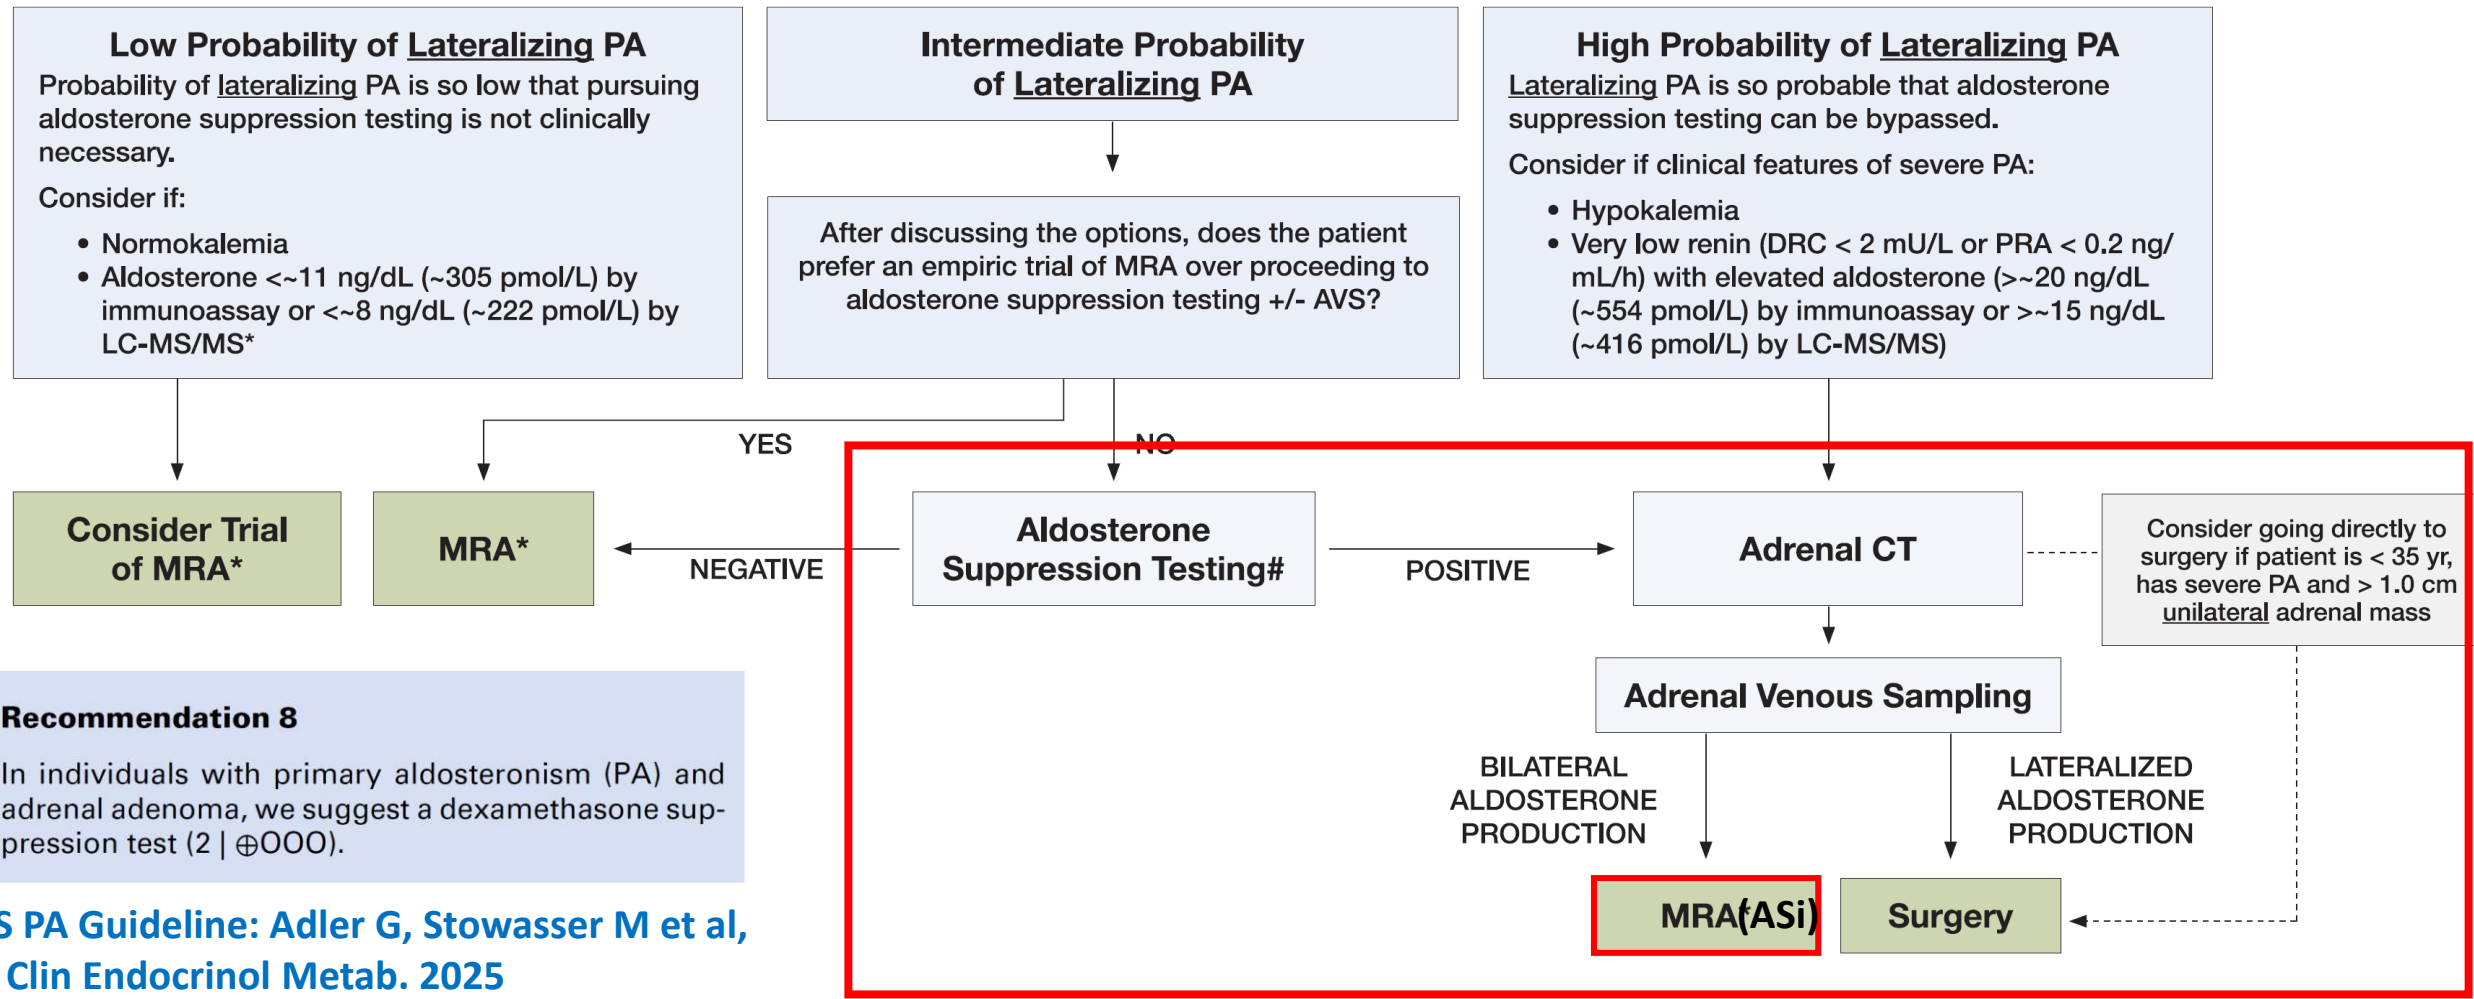 Low Probability of Lateralizing PA
Probability of lateralizing PA is so low that pursuing
aldosterone suppression testing is not clinically
necessary.
Consider if:
• Normokalemia
• Aldosterone <~11 ng/dL (~305 pmol/L) by
immunoassay or <~8 ng/dL (~222 pmol/L) by
LC-MS/MS*
Intermediate Probability
of Lateralizing PA
After discussing the options, does the patient
prefer an empiric trial of MRA over proceeding to
aldosterone suppression testing +/- AVS?
High Probability of Lateralizing PA
Lateralizing PA is so probable that aldosterone
suppression testing can be bypassed.
Consider if clinical features of severe PA:
• Hypokalemia
• Very low renin (DRC < 2 mU/L or PRA < 0.2 ng/
mL/h) with elevated aldosterone (>~20 ng/dL
(~554 pmol/L) by immunoassay or >~15 ng/dL
(~416 pmol/L) by LC-MS/MS)
YES
NO
Consider Trial
of MRA*
MRA*
NEGATIVE
Aldosterone
Suppression Testing#
POSITIVE
Adrenal CT
Consider going directly to
surgery if patient is < 35 yr,
has severe PA and > 1.0 cm
unilateral adrenal mass
Adrenal Venous Sampling
BILATERAL
ALDOSTERONE
PRODUCTION
LATERALIZED
ALDOSTERONE
PRODUCTION
MRA*(ASi)
Surgery
Recommendation 8
In individuals with primary aldosteronism (PA) and
adrenal adenoma, we suggest a dexamethasone sup-
pression test (2 | ⊕OOO).
S PA Guideline: Adler G, Stowasser M et al,
Clin Endocrinol Metab. 2025